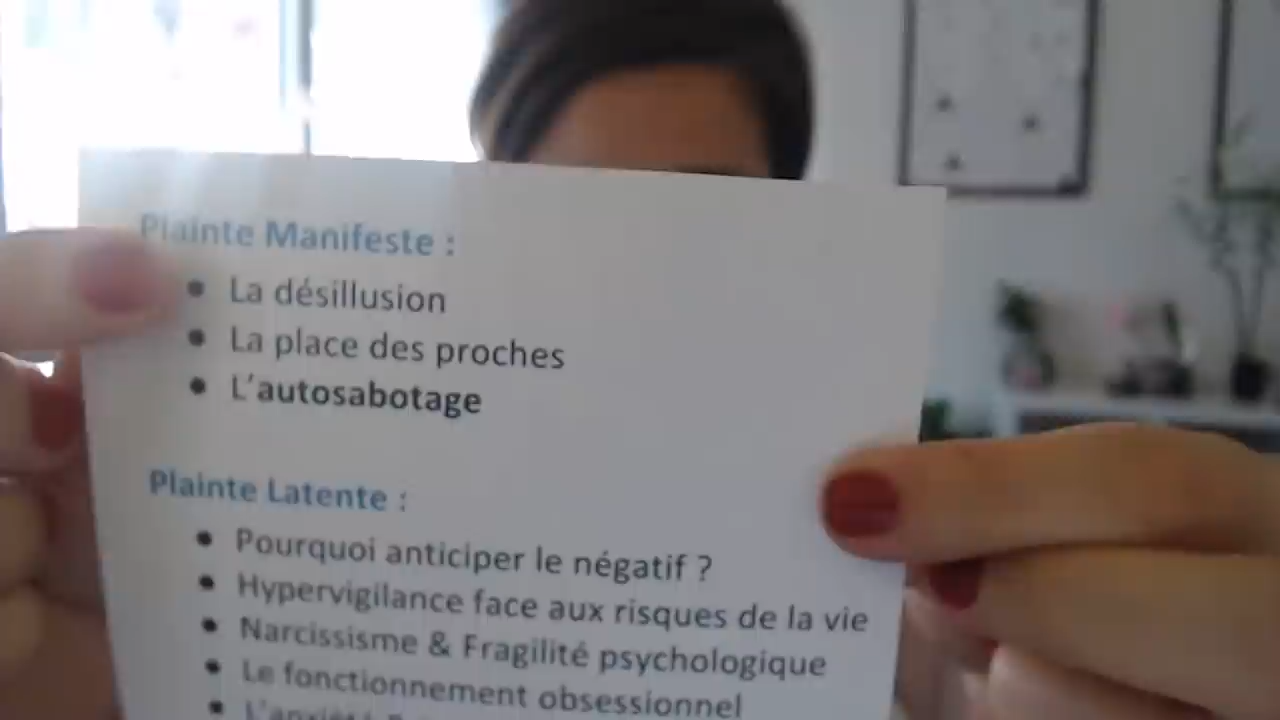 Plainte Manifeste :
• La désillusion
• La place des proches
• L'autosabotage
Plainte Latente :
• Pourquoi anticiper le négatif ?
• Hypervigilance face aux risques de la vie
• Narcissisme & Fragilité psychologique
• Le fonctionnement obsessionnel